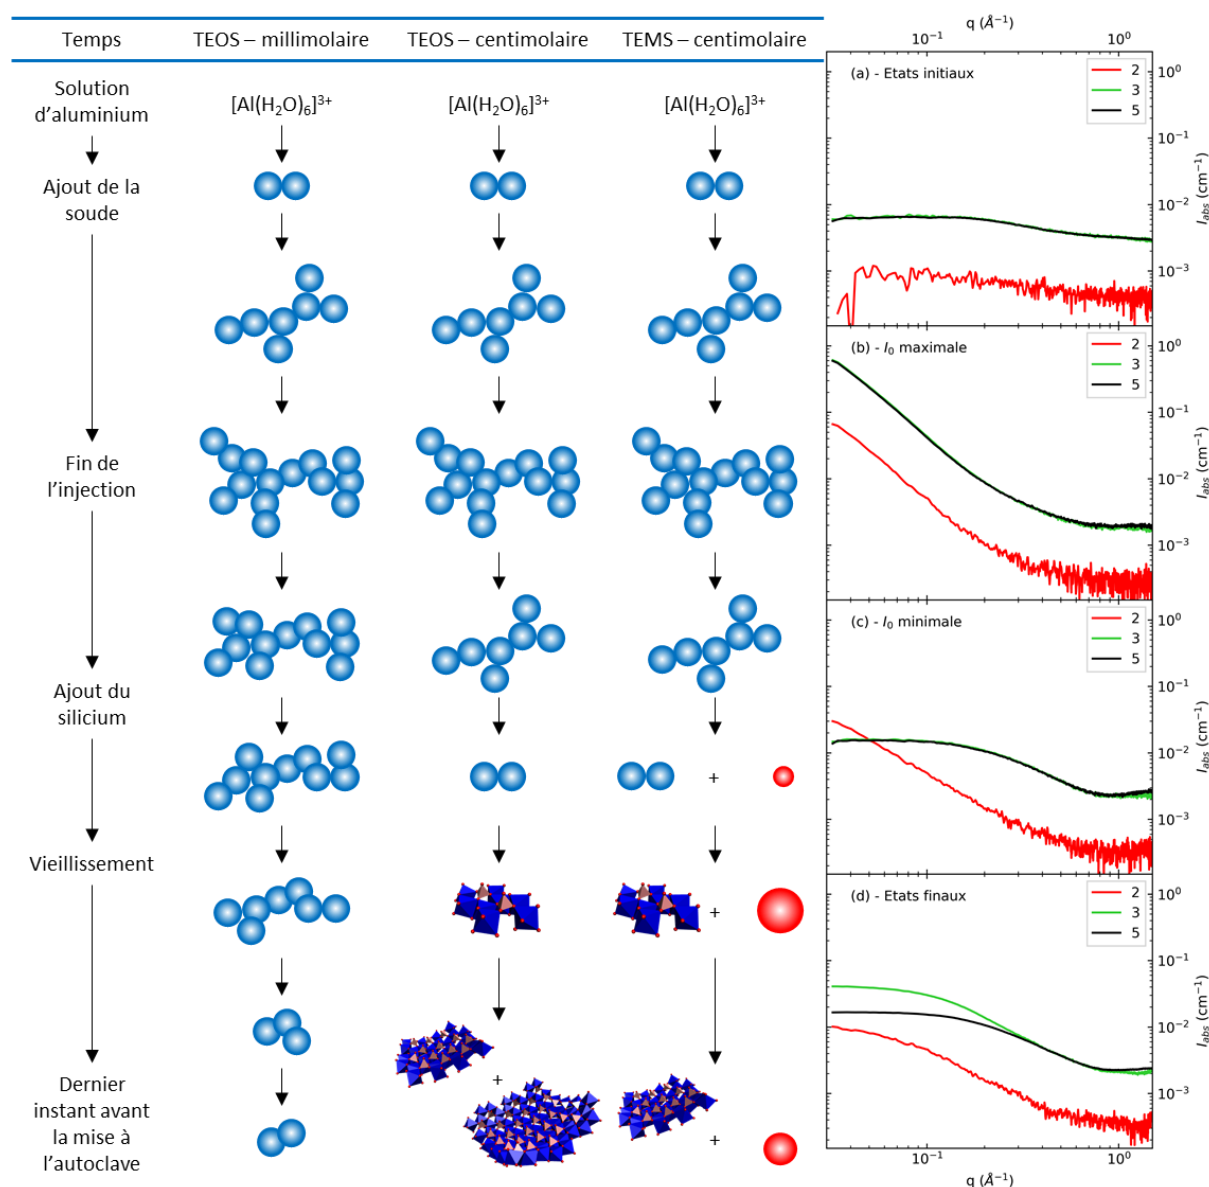 Temps TEOS – millimolaire TEOS – centimolaire TEMS – centimolaire
Solution
d'aluminium
[Al(H₂O)₆]³⁺ [Al(H₂O)₆]³⁺ [Al(H₂O)₆]³⁺
Ajout de la
soude
Fin de
l'injection
Ajout du
silicium
+
Vieillissement
+
+
+
Dernier
instant avant
la mise à
l'autoclave
q (Å⁻¹)
10⁻¹ 10⁰
(a) - Etats initiaux
2
3
5
10⁰
10⁻¹
10⁻²
10⁻³
I_abs (cm⁻¹)
(b) - I₀ maximale
2
3
5
10⁰
10⁻¹
10⁻²
10⁻³
I_abs (cm⁻¹)
(c) - I₀ minimale
2
3
5
10⁰
10⁻¹
10⁻²
10⁻³
I_abs (cm⁻¹)
(d) - Etats finaux
2
3
5
10⁰
10⁻¹
10⁻²
10⁻³
I_abs (cm⁻¹)
10⁻¹ 10⁰
q (Å⁻¹)